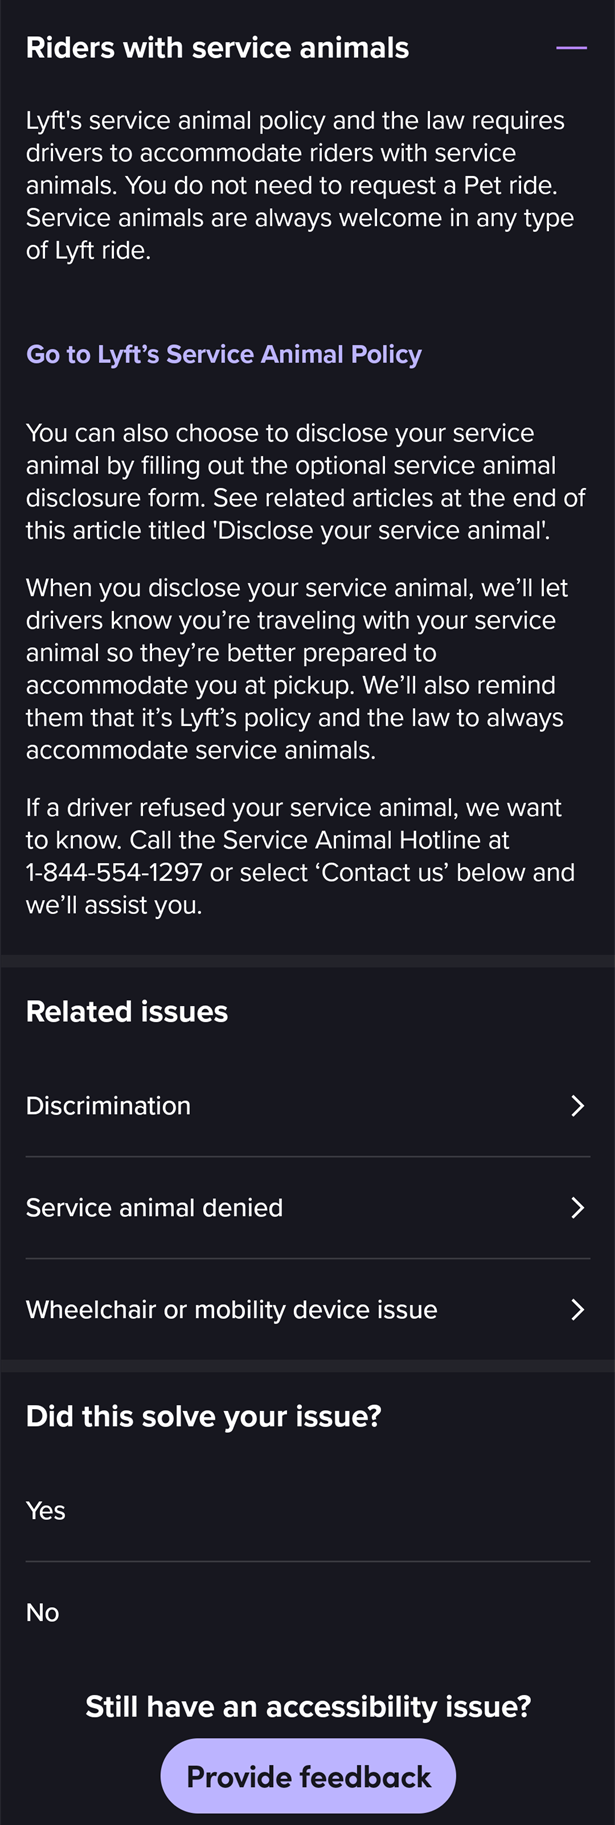 Riders with service animals
Lyft's service animal policy and the law requires
drivers to accommodate riders with service
animals. You do not need to request a Pet ride.
Service animals are always welcome in any type
of Lyft ride.
Go to Lyft’s Service Animal Policy
You can also choose to disclose your service
animal by filling out the optional service animal
disclosure form. See related articles at the end of
this article titled 'Disclose your service animal'.
When you disclose your service animal, we’ll let
drivers know you’re traveling with your service
animal so they’re better prepared to
accommodate you at pickup. We’ll also remind
them that it’s Lyft’s policy and the law to always
accommodate service animals.
If a driver refused your service animal, we want
to know. Call the Service Animal Hotline at
1-844-554-1297 or select ‘Contact us’ below and
we’ll assist you.
Related issues
Discrimination
Service animal denied
Wheelchair or mobility device issue
Did this solve your issue?
Yes
No
Still have an accessibility issue?
Provide feedback